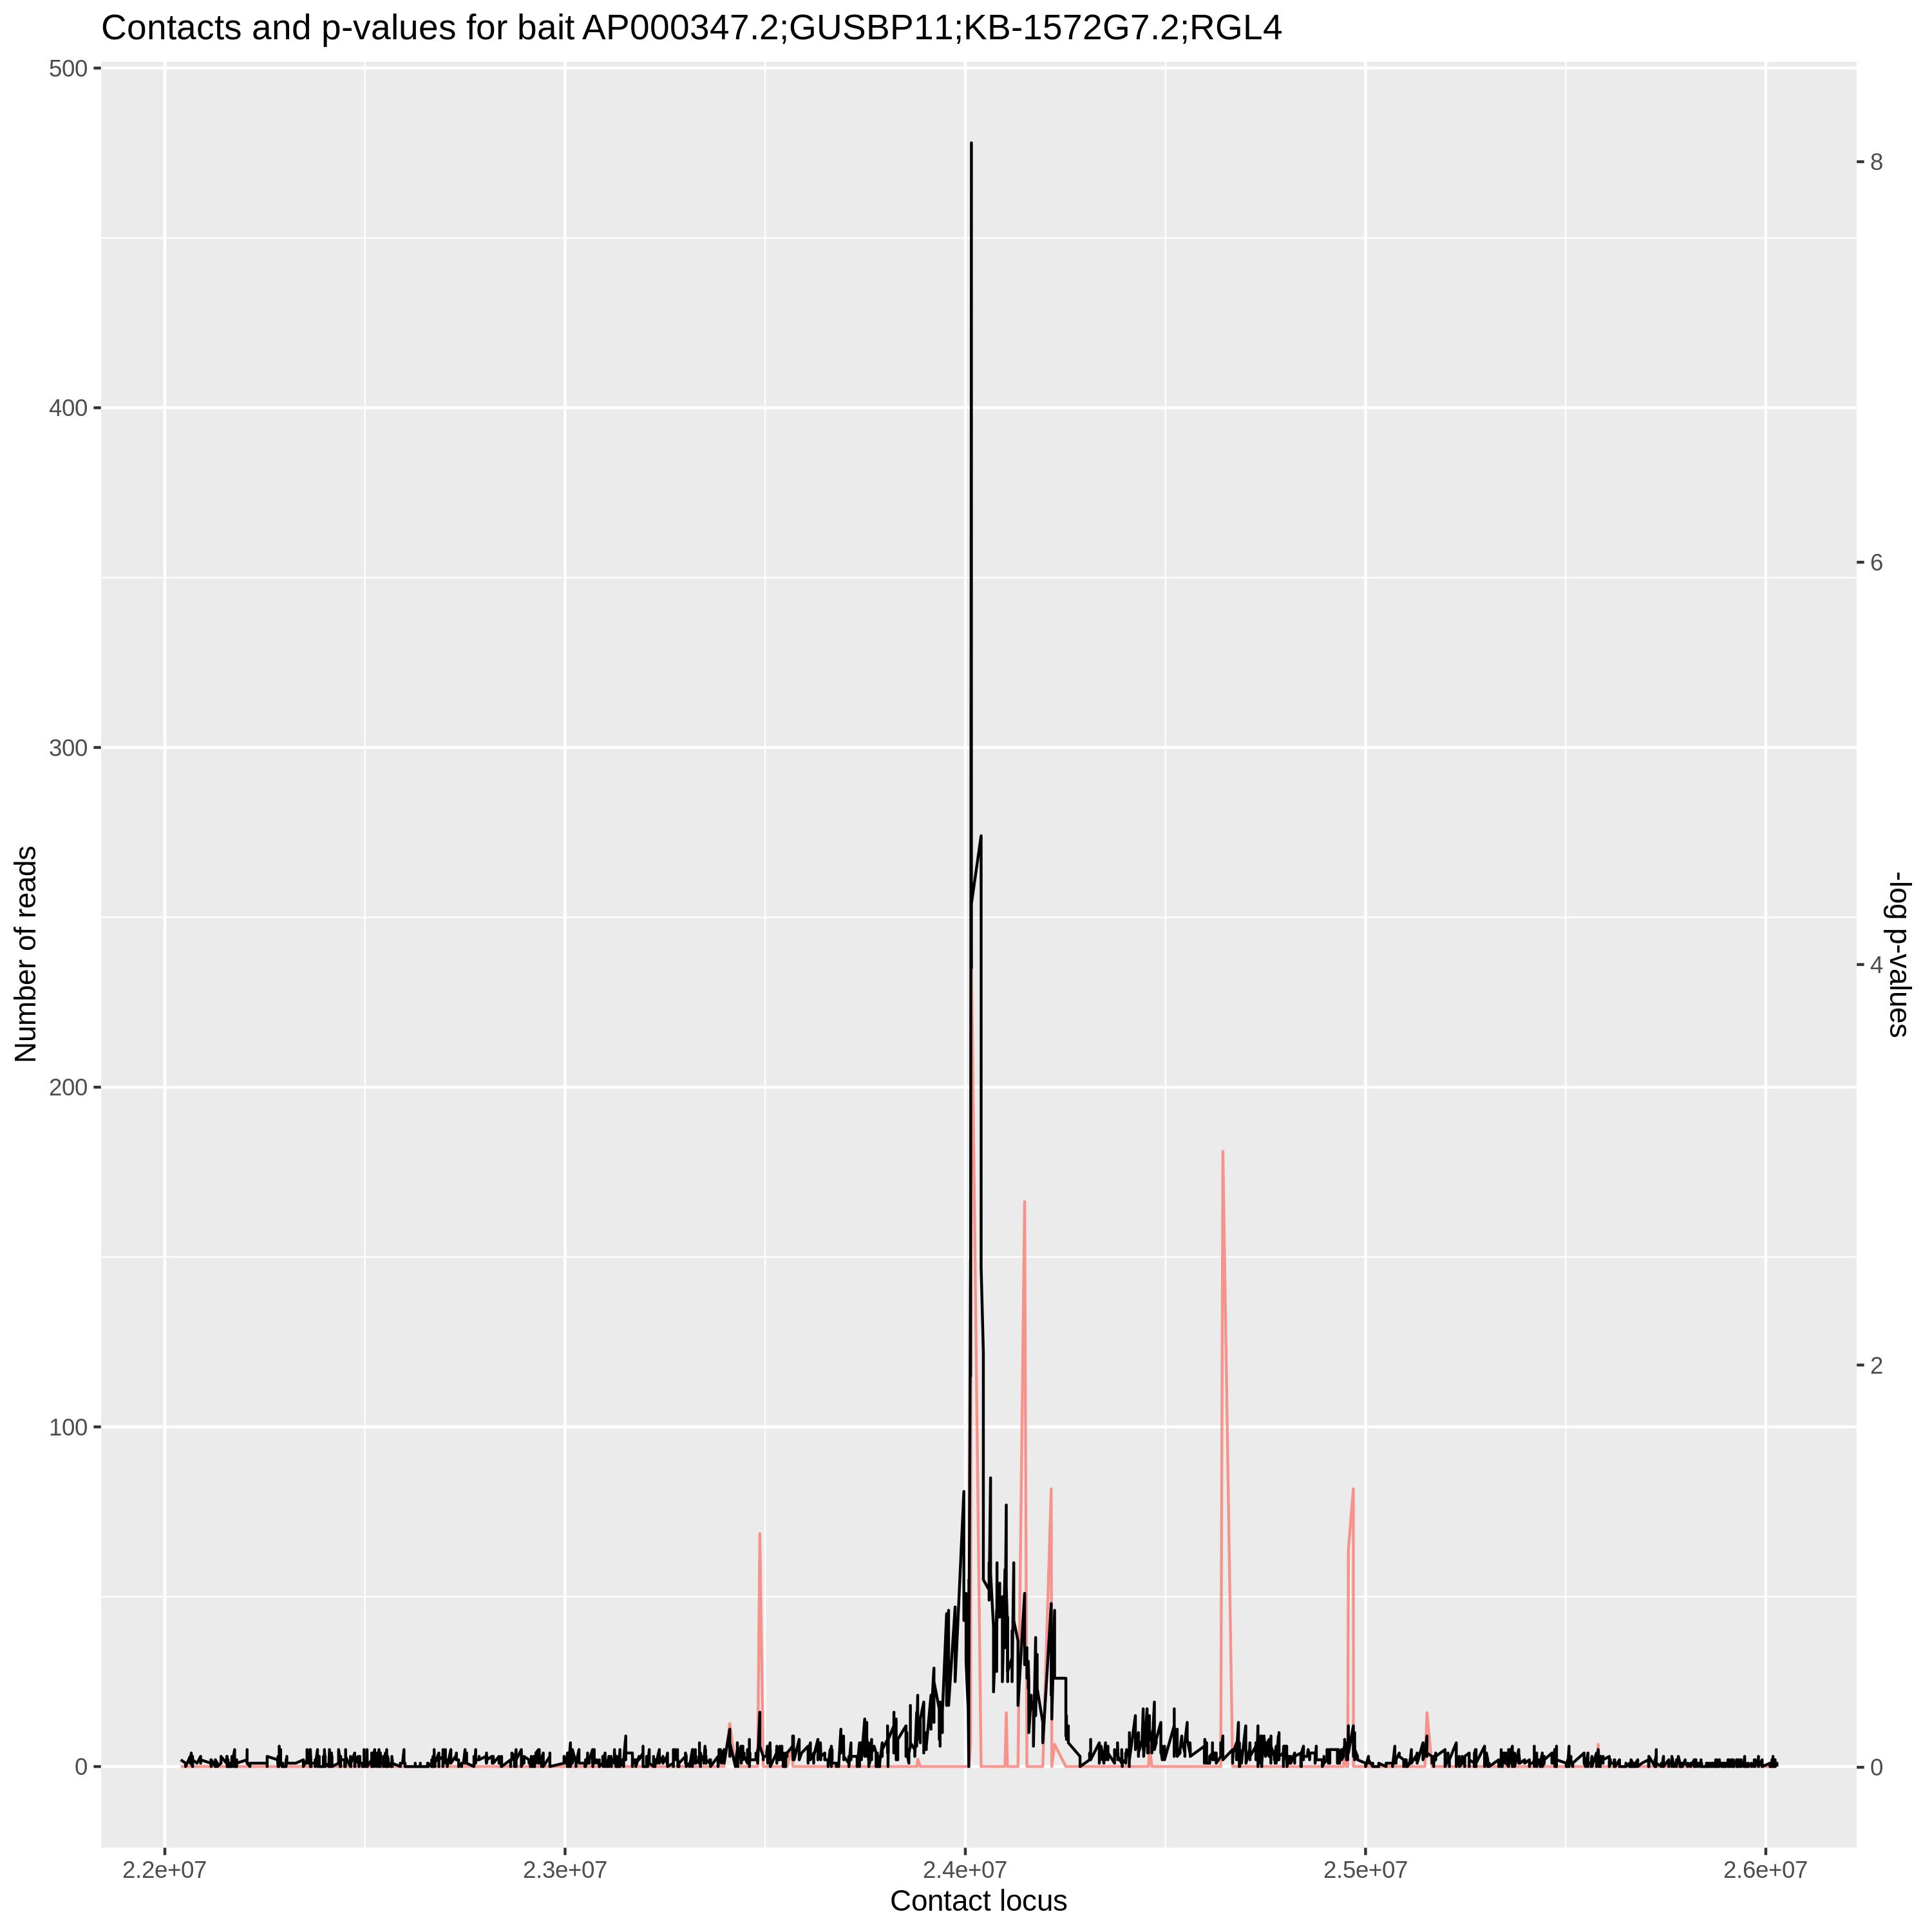 Contacts and p-values for bait AP000347.2;GUSBP11;KB-1572G7.2;RGL4
500
400
300
200
100
0
Number of reads
8
6
4
2
0
-log p-values
2.2e+07 2.3e+07 2.4e+07 2.5e+07 2.6e+07
Contact locus